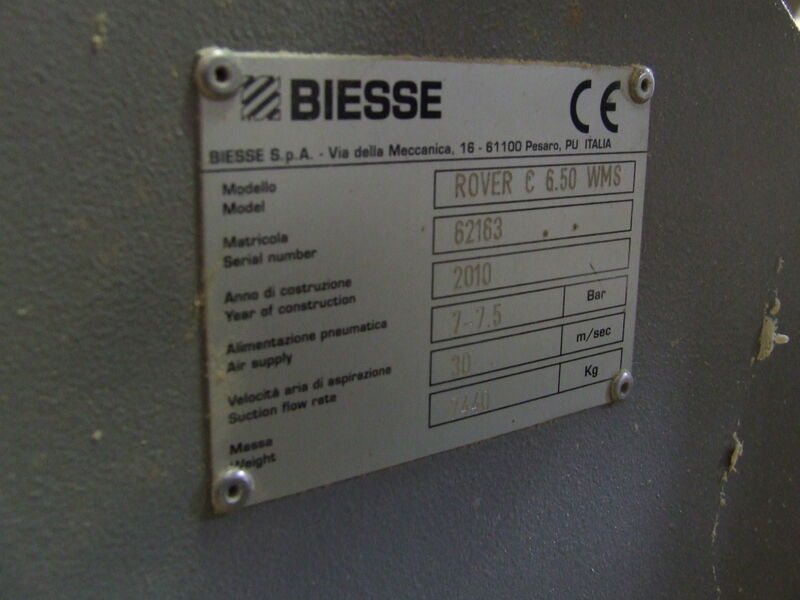 BIESSE CE
BIESSE S.p.A. - Via della Meccanica, 16 - 61100 Pesaro, PU ITALIA
Modello ROVER C 6.50 WMS
Model
Matricola 62163
Serial number
Anno di costruzione 2010
Year of construction
Alimentazione pneumatica 7-7.5 Bar
Air supply
Velocità aria di aspirazione 30 m/sec
Suction flow rate
Massa Kg
Weight